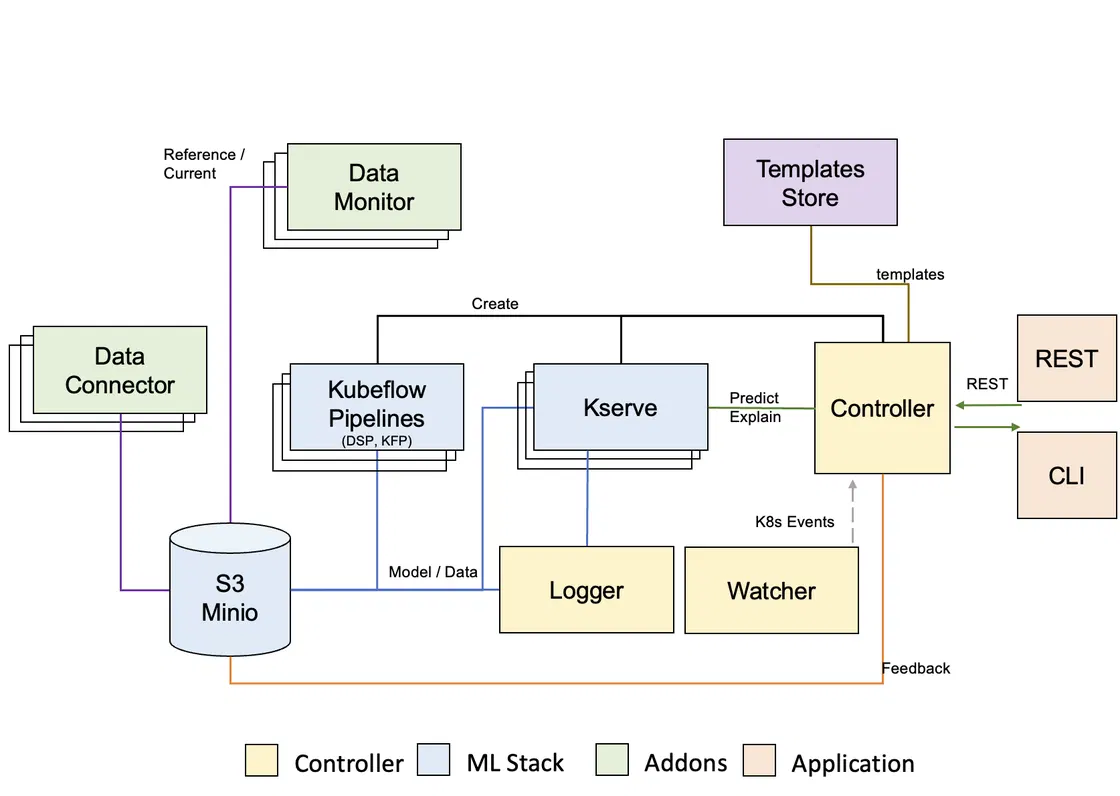 Reference /
Current
Data
Monitor
Templates
Store
templates
Create
Data
Connector
Kubeflow
Pipelines
(DSP, KFP)
Kserve
Predict
Explain
Controller
REST
REST
CLI
K8s Events
S3
Minio
Model / Data
Logger
Watcher
Feedback
Controller
ML Stack
Addons
Application